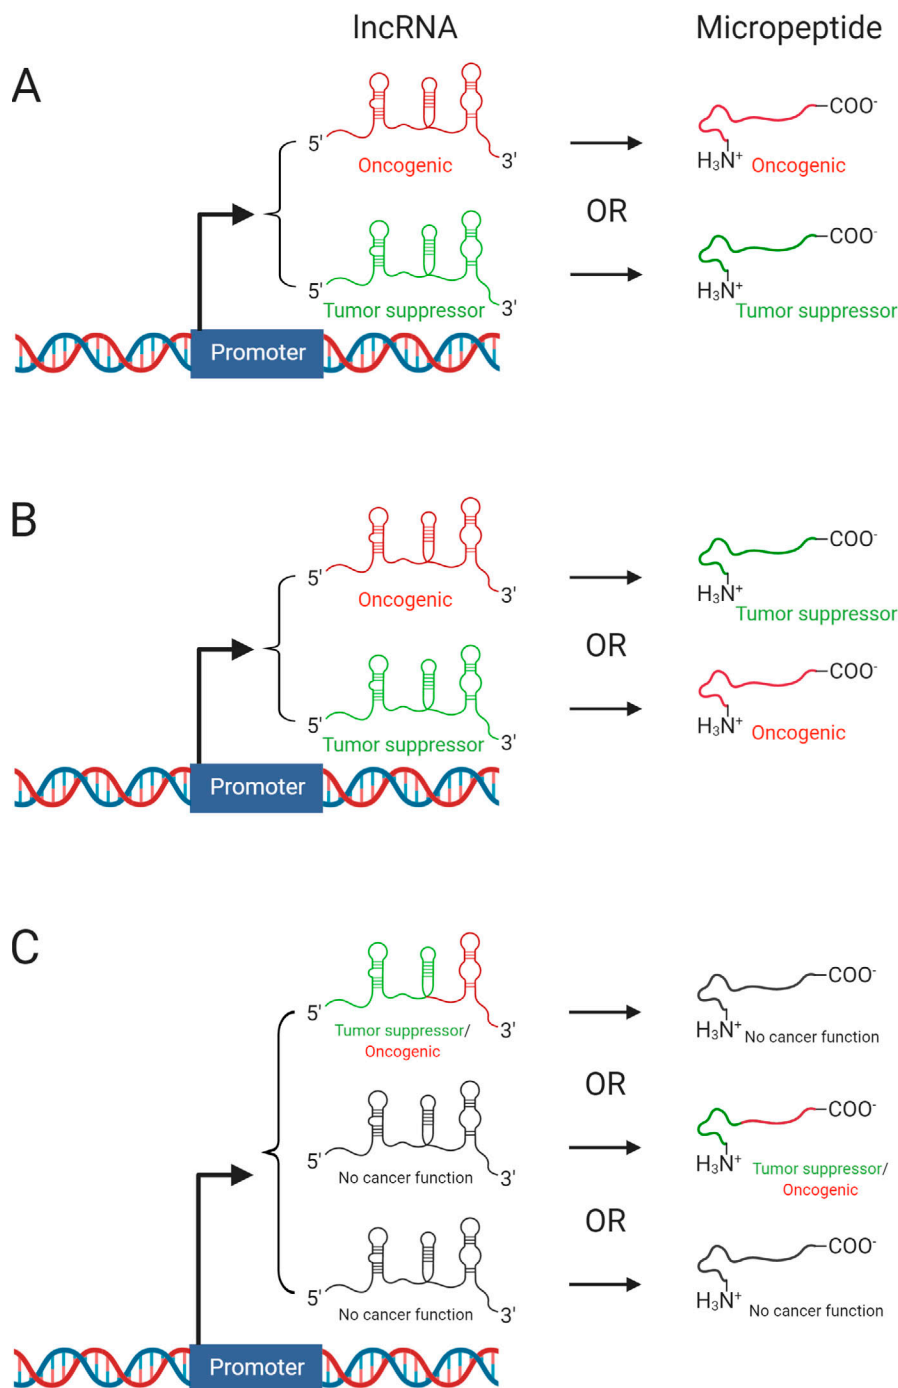 lncRNA Micropeptide
A
5' 3'
Oncogenic
COO⁻
H₃N⁺
Oncogenic
OR
5' 3'
Tumor suppressor
COO⁻
H₃N⁺
Tumor suppressor
Promoter
B
5' 3'
Oncogenic
COO⁻
H₃N⁺
Tumor suppressor
OR
5' 3'
Tumor suppressor
COO⁻
H₃N⁺
Oncogenic
Promoter
C
5' 3'
Tumor suppressor/
Oncogenic
COO⁻
H₃N⁺
No cancer function
OR
5' 3'
No cancer function
COO⁻
H₃N⁺
Tumor suppressor/
Oncogenic
OR
5' 3'
No cancer function
COO⁻
H₃N⁺
No cancer function
Promoter